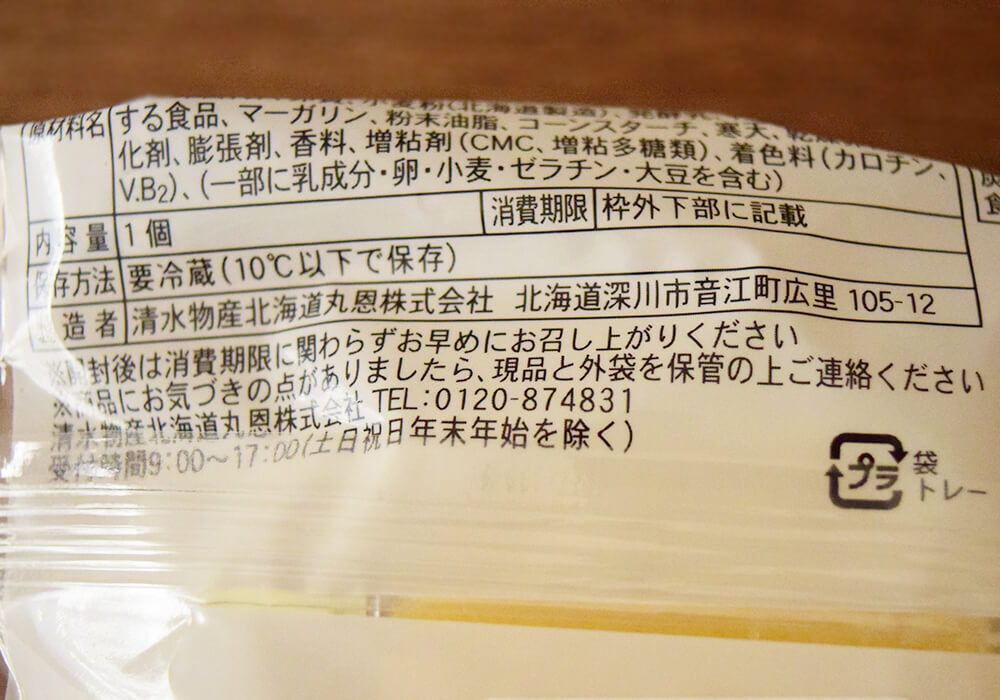 小麦粉(北海道製造)、発酵乳
原材料名 する食品、マーガリン、粉末油脂、コーンスターチ、寒天、
化剤、膨張剤、香料、増粘剤(CMC、増粘多糖類)、着色料(カロチン、
V.B2)、(一部に乳成分・卵・小麦・ゼラチン・大豆を含む)
内容量 1個 消費期限 枠外下部に記載
保存方法 要冷蔵(10℃以下で保存)
造者 清水物産北海道丸恩株式会社 北海道深川市音江町広里 105-12
※開封後は消費期限に関わらずお早めにお召し上がりください
※商品にお気づきの点がありましたら、現品と外袋を保管の上ご連絡ください
清水物産北海道丸恩株式会社 TEL:0120-874831
受付時間9:00～17:00(土日祝日年末年始を除く)
プラ 袋
トレー